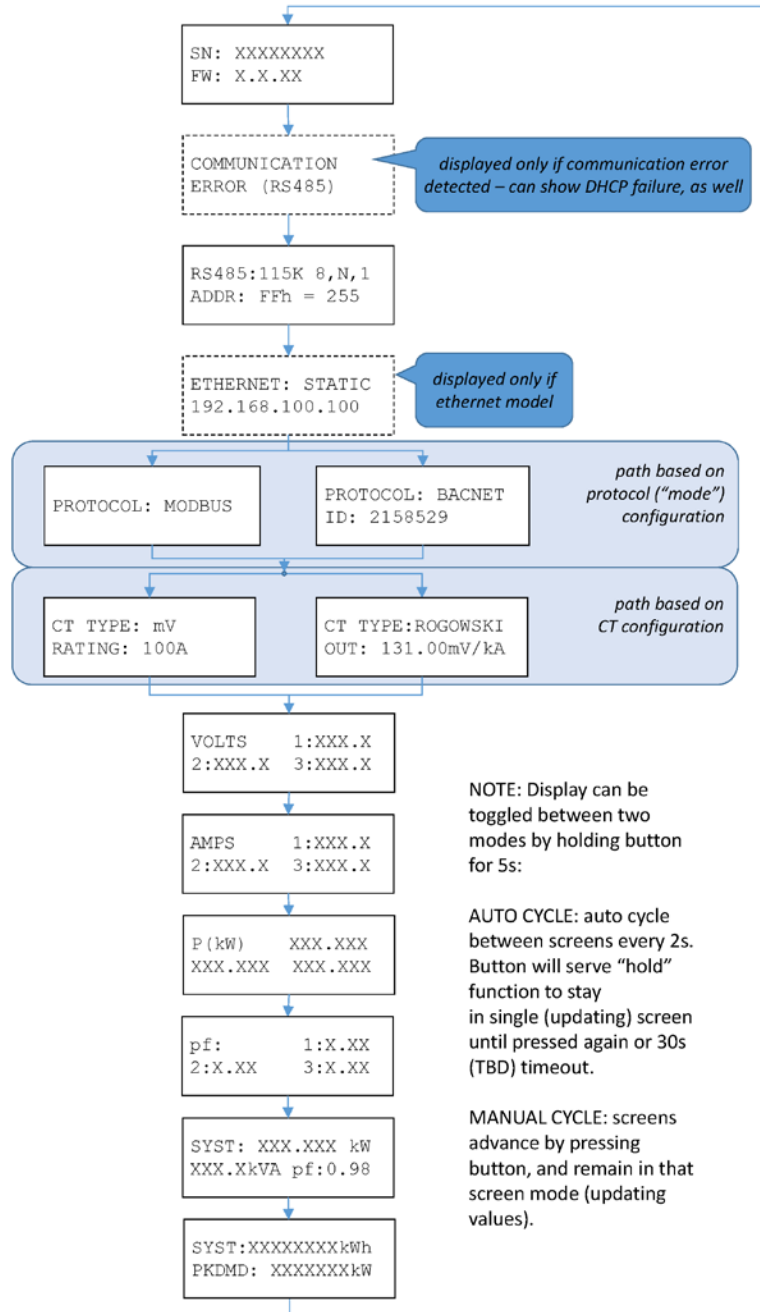 SN: XXXXXXXX
FW: X.X.XX
COMMUNICATION
ERROR (RS485)
displayed only if communication error
detected – can show DHCP failure, as well
RS485:115K 8,N,1
ADDR: FFh = 255
ETHERNET: STATIC
192.168.100.100
displayed only if
ethernet model
PROTOCOL: MODBUS
PROTOCOL: BACNET
ID: 2158529
path based on
protocol (“mode”)
configuration
CT TYPE: mV
RATING: 100A
CT TYPE:ROGOWSKI
OUT: 131.00mV/kA
path based on
CT configuration
VOLTS 1:XXX.X
2:XXX.X 3:XXX.X
AMPS 1:XXX.X
2:XXX.X 3:XXX.X
P(kW) XXX.XXX
XXX.XXX XXX.XXX
pf: 1:X.XX
2:X.XX 3:X.XX
SYST: XXX.XXX kW
XXX.XkVA pf:0.98
SYST:XXXXXXXXkWh
PKDMD: XXXXXXXkW
NOTE: Display can be
toggled between two
modes by holding button
for 5s:
AUTO CYCLE: auto cycle
between screens every 2s.
Button will serve “hold”
function to stay
in single (updating) screen
until pressed again or 30s
(TBD) timeout.
MANUAL CYCLE: screens
advance by pressing
button, and remain in that
screen mode (updating
values).